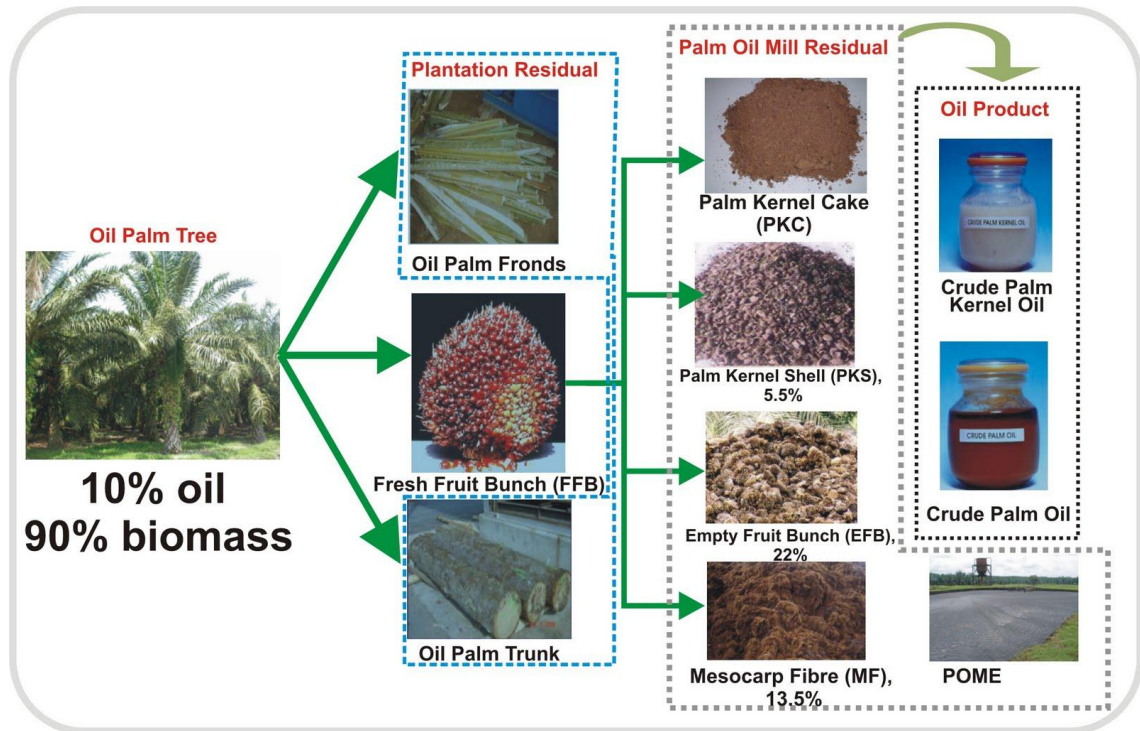 Oil Palm Tree
10% oil
90% biomass
Plantation Residual
Oil Palm Fronds
Fresh Fruit Bunch (FFB)
Oil Palm Trunk
Palm Oil Mill Residual
Palm Kernel Cake
(PKC)
Palm Kernel Shell (PKS),
5.5%
Empty Fruit Bunch (EFB),
22%
Mesocarp Fibre (MF),
13.5%
Oil Product
CRUDE PALM KERNEL OIL
Crude Palm
Kernel Oil
CRUDE PALM OIL
Crude Palm Oil
POME